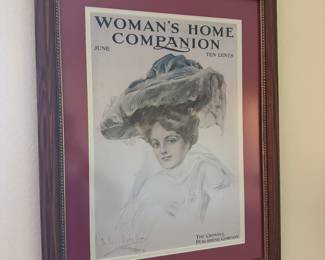 WOMAN'S HOME
COMPANION
JUNE
TEN CENTS
THE CROWELL
PUBLISHING COMPANY